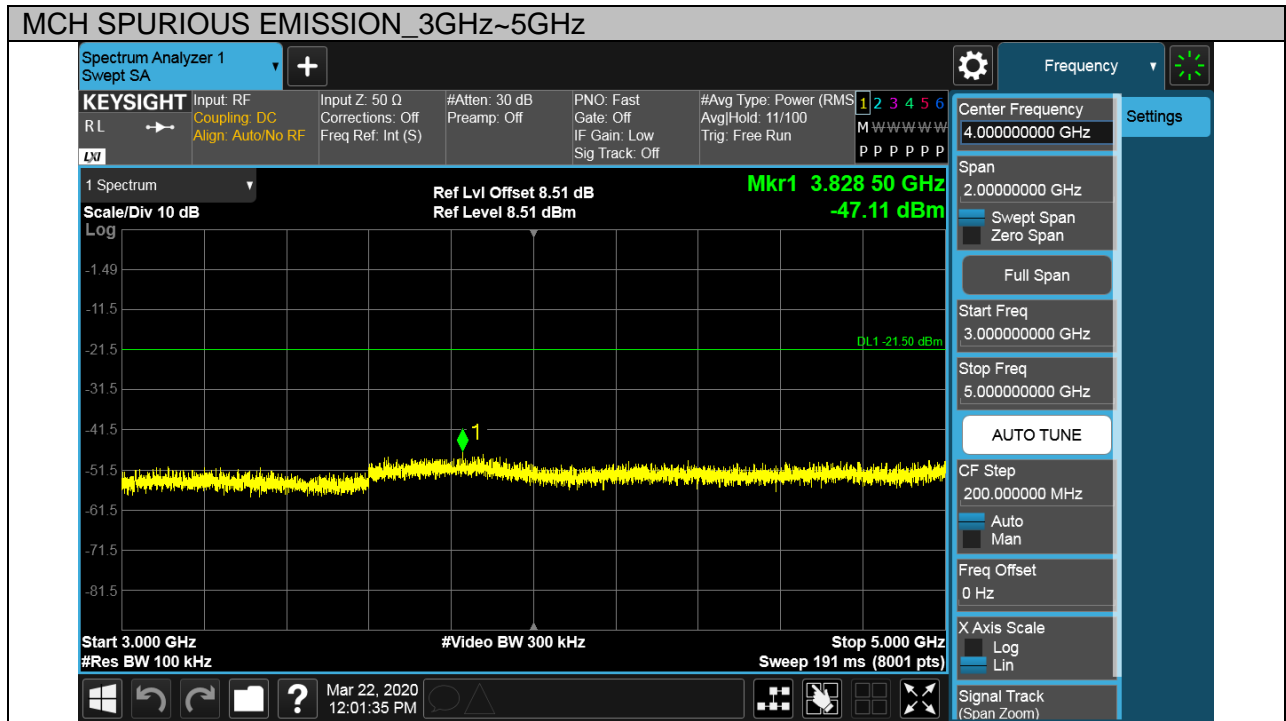 MCH SPURIOUS EMISSION_3GHz~5GHz
Spectrum Analyzer 1
Swept SA
Frequency
KEYSIGHT
RL
LXI
Input: RF
Coupling: DC
Align: Auto/No RF
Input Z: 50 Ω
Corrections: Off
Freq Ref: Int (S)
#Atten: 30 dB
Preamp: Off
PNO: Fast
Gate: Off
IF Gain: Low
Sig Track: Off
#Avg Type: Power (RMS
Avg|Hold: 11/100
Trig: Free Run
1 2 3 4 5 6
M W W W W W
P P P P P P
1 Spectrum
Scale/Div 10 dB
Log
Ref Lvl Offset 8.51 dB
Ref Level 8.51 dBm
Mkr1 3.828 50 GHz
-47.11 dBm
-1.49
-11.5
-21.5
-31.5
-41.5
-51.5
-61.5
-71.5
-81.5
DL1 -21.50 dBm
1
Start 3.000 GHz
#Res BW 100 kHz
#Video BW 300 kHz
Stop 5.000 GHz
Sweep 191 ms (8001 pts)
Center Frequency
4.000000000 GHz
Settings
Span
2.00000000 GHz
Swept Span
Zero Span
Full Span
Start Freq
3.000000000 GHz
Stop Freq
5.000000000 GHz
AUTO TUNE
CF Step
200.000000 MHz
Auto
Man
Freq Offset
0 Hz
X Axis Scale
Log
Lin
Signal Track
(Span Zoom)
?
Mar 22, 2020
12:01:35 PM